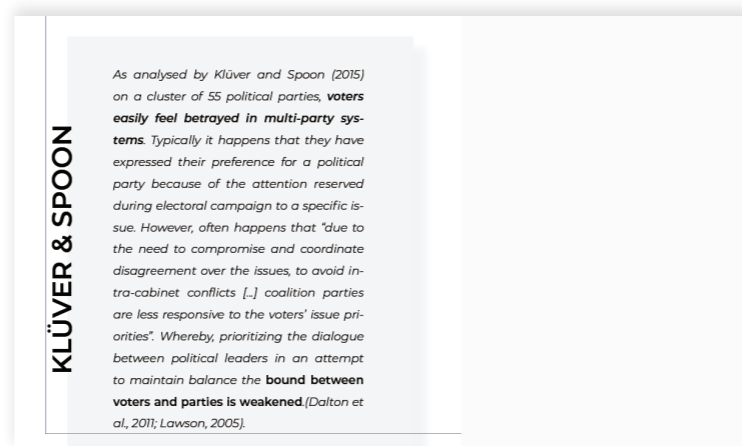 KLÜVER & SPOON
As analysed by Klüver and Spoon (2015)
on a cluster of 55 political parties, voters
easily feel betrayed in multi-party sys-
tems. Typically it happens that they have
expressed their preference for a political
party because of the attention reserved
during electoral campaign to a specific is-
sue. However, often happens that "due to
the need to compromise and coordinate
disagreement over the issues, to avoid in-
tra-cabinet conflicts [...] coalition parties
are less responsive to the voters' issue pri-
orities". Whereby, prioritizing the dialogue
between political leaders in an attempt
to maintain balance the bound between
voters and parties is weakened.(Dalton et
al., 2011; Lawson, 2005).